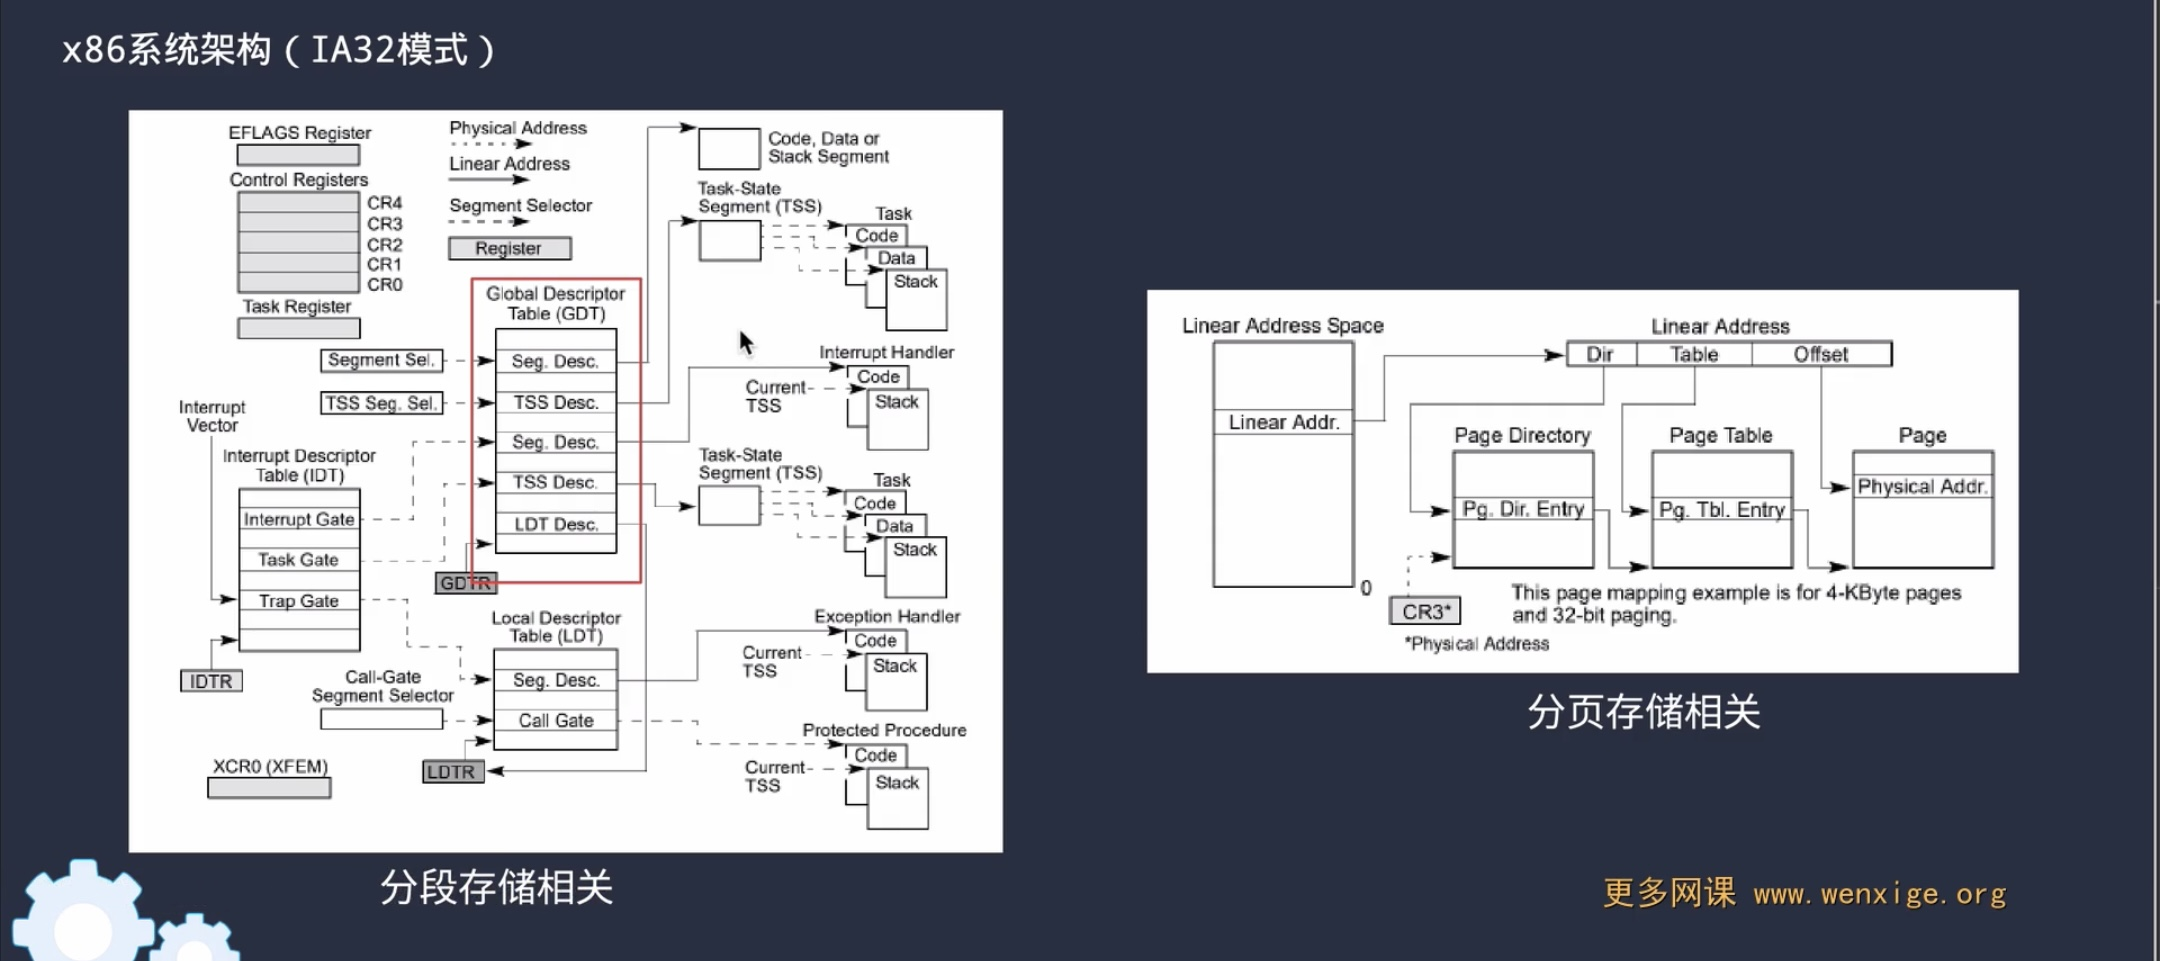 x86系统架构（IA32模式）
EFLAGS Register
Control Registers
CR4
CR3
CR2
CR1
CR0
Task Register
Physical Address
Linear Address
Segment Selector
Register
Code, Data or
Stack Segment
Task-State
Segment (TSS)
Task
Code
Data
Stack
Global Descriptor
Table (GDT)
Segment Sel.
Seg. Desc.
TSS Seg. Sel.
TSS Desc.
Seg. Desc.
TSS Desc.
LDT Desc.
GDTR
Interrupt Handler
Code
Current
TSS
Stack
Interrupt
Vector
Interrupt Descriptor
Table (IDT)
Interrupt Gate
Task Gate
Trap Gate
IDTR
Task-State
Segment (TSS)
Task
Code
Data
Stack
Local Descriptor
Table (LDT)
Seg. Desc.
Call Gate
LDTR
Call-Gate
Segment Selector
Exception Handler
Code
Current
TSS
Stack
Protected Procedure
Code
Current
TSS
Stack
XCR0 (XFEM)
分段存储相关
Linear Address Space
Linear Addr.
0
Linear Address
Dir Table Offset
Page Directory
Pg. Dir. Entry
Page Table
Pg. Tbl. Entry
Page
Physical Addr.
CR3*
*Physical Address
This page mapping example is for 4-KByte pages
and 32-bit paging.
分页存储相关
更多网课 www.wenxige.org